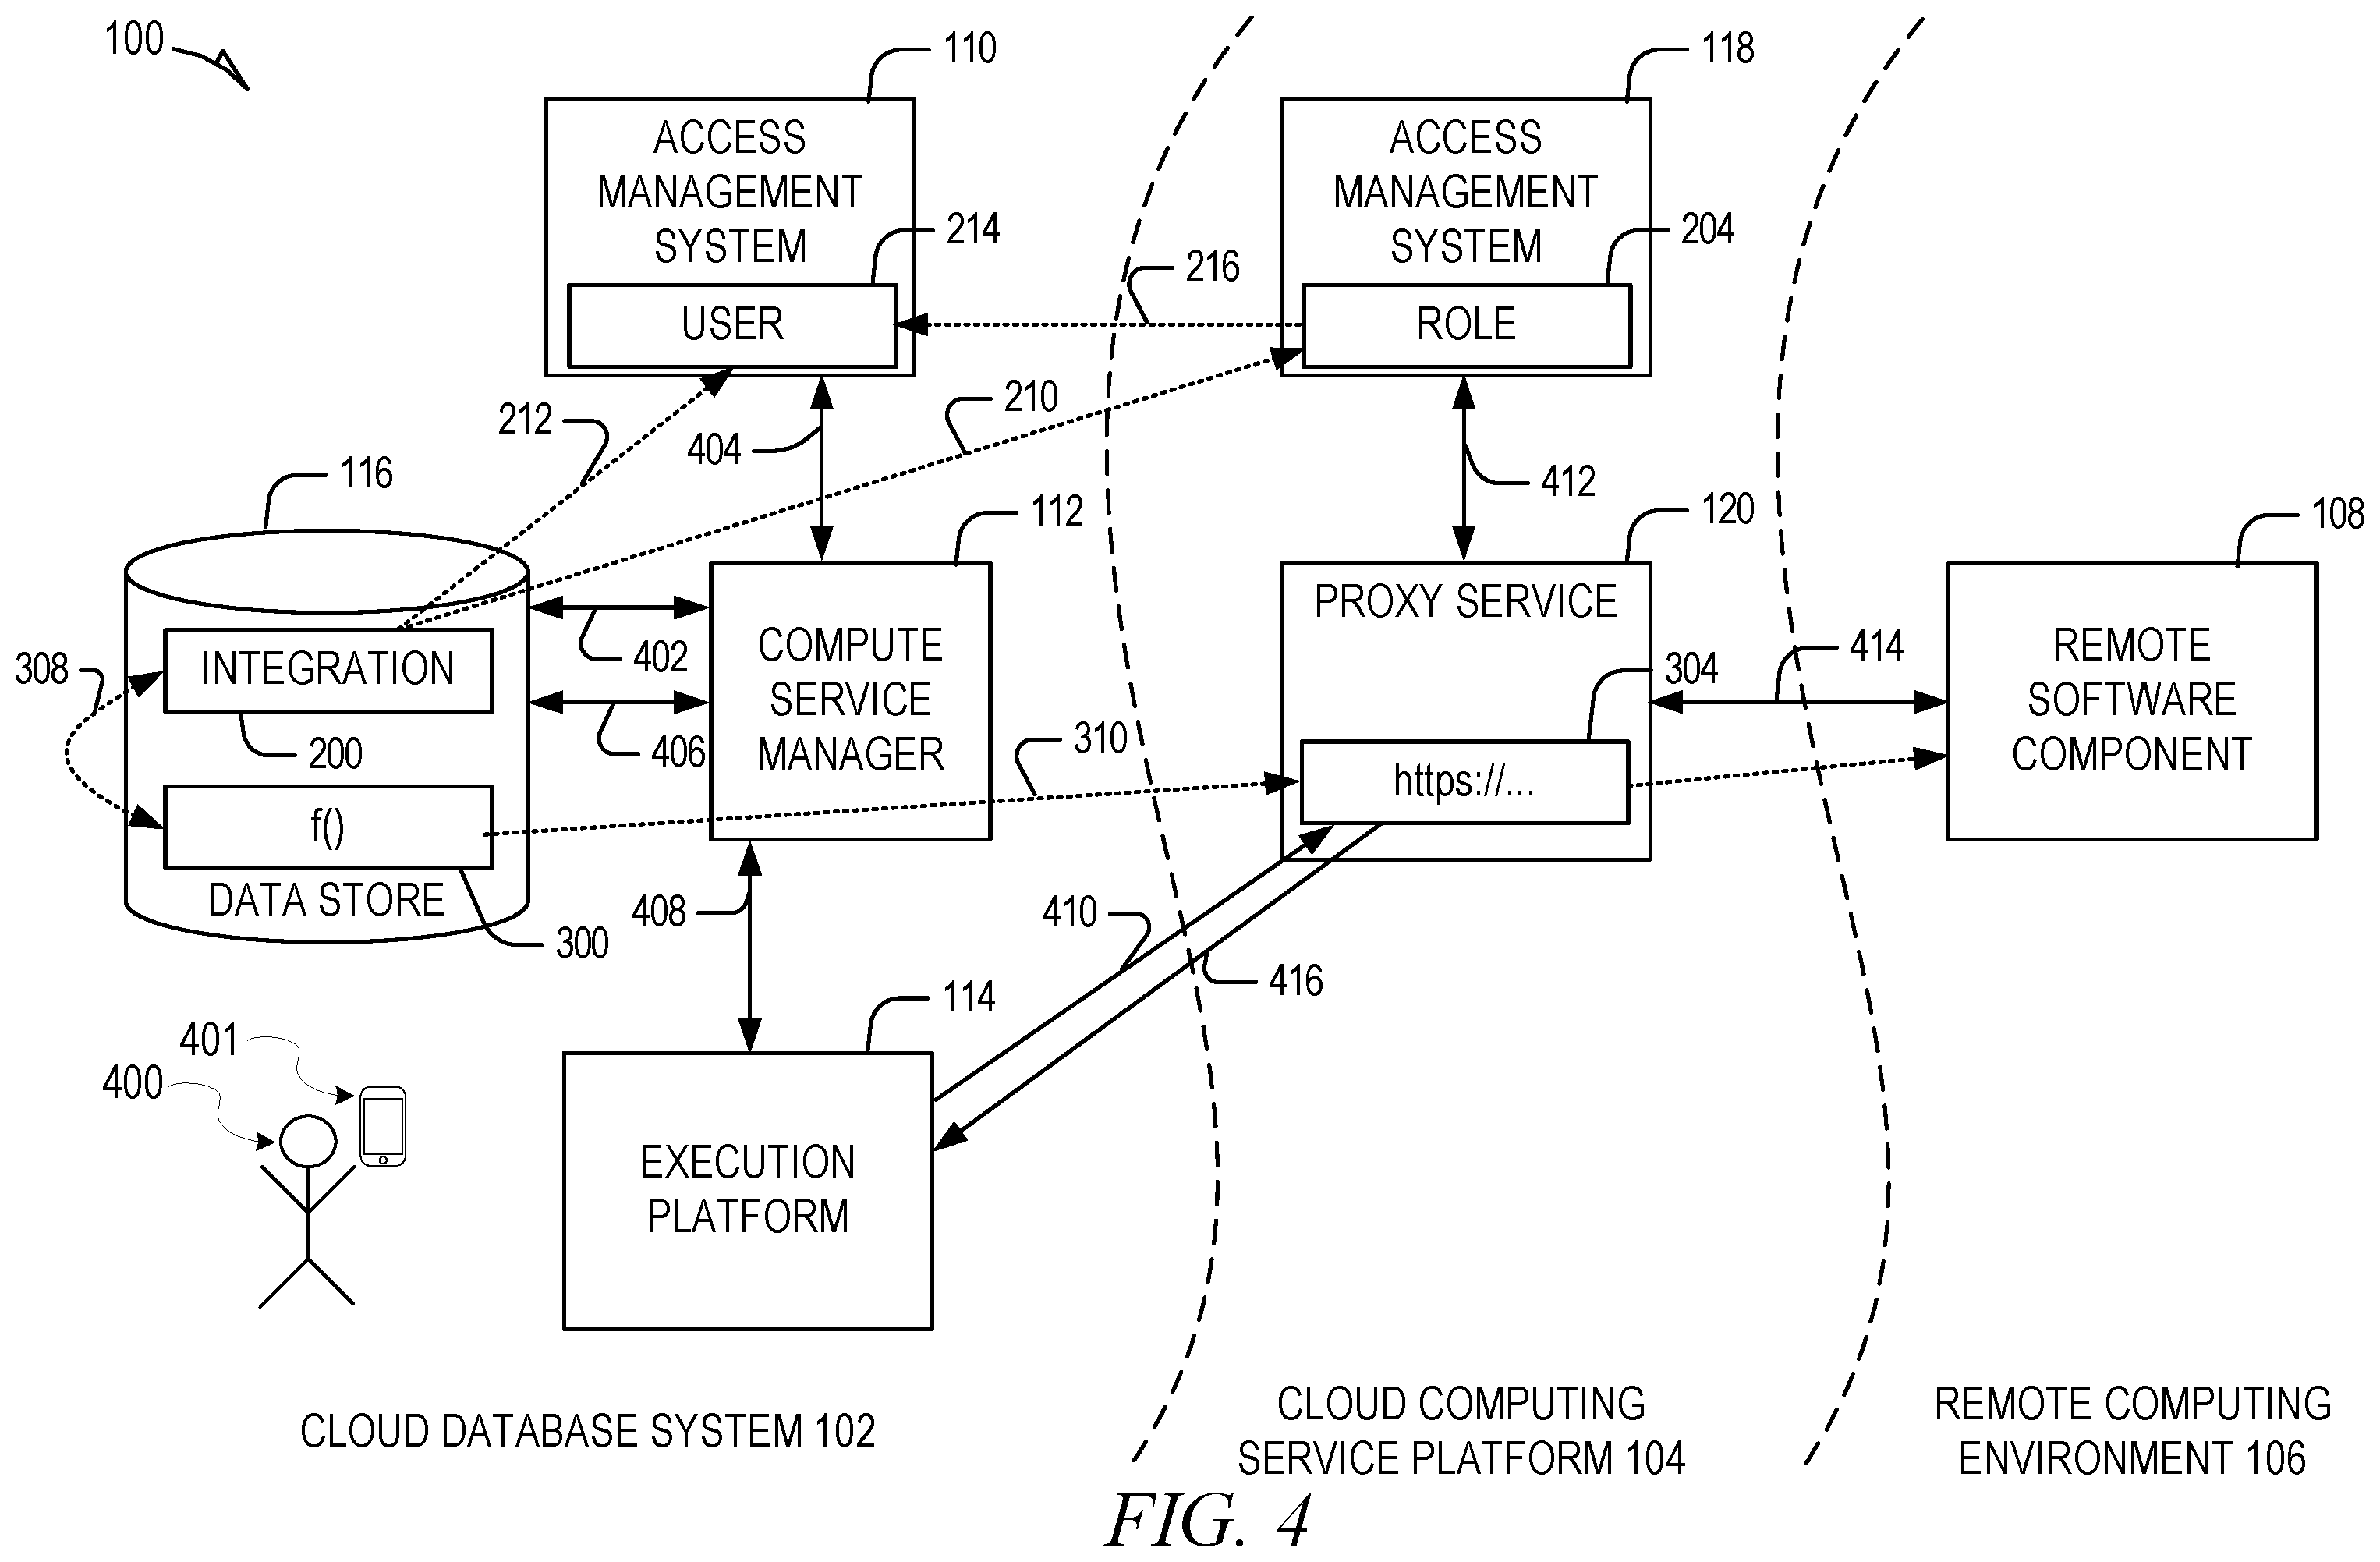 100
110
118
ACCESS
MANAGEMENT
SYSTEM
214
USER
ACCESS
MANAGEMENT
SYSTEM
204
ROLE
216
212
210
404
412
116
112
120
108
INTEGRATION
200
308
f()
DATA STORE
300
402
406
COMPUTE
SERVICE
MANAGER
310
PROXY SERVICE
304
https://...
414
REMOTE
SOFTWARE
COMPONENT
408
410
416
114
EXECUTION
PLATFORM
401
400
CLOUD DATABASE SYSTEM 102
CLOUD COMPUTING
SERVICE PLATFORM 104
REMOTE COMPUTING
ENVIRONMENT 106
FIG. 4